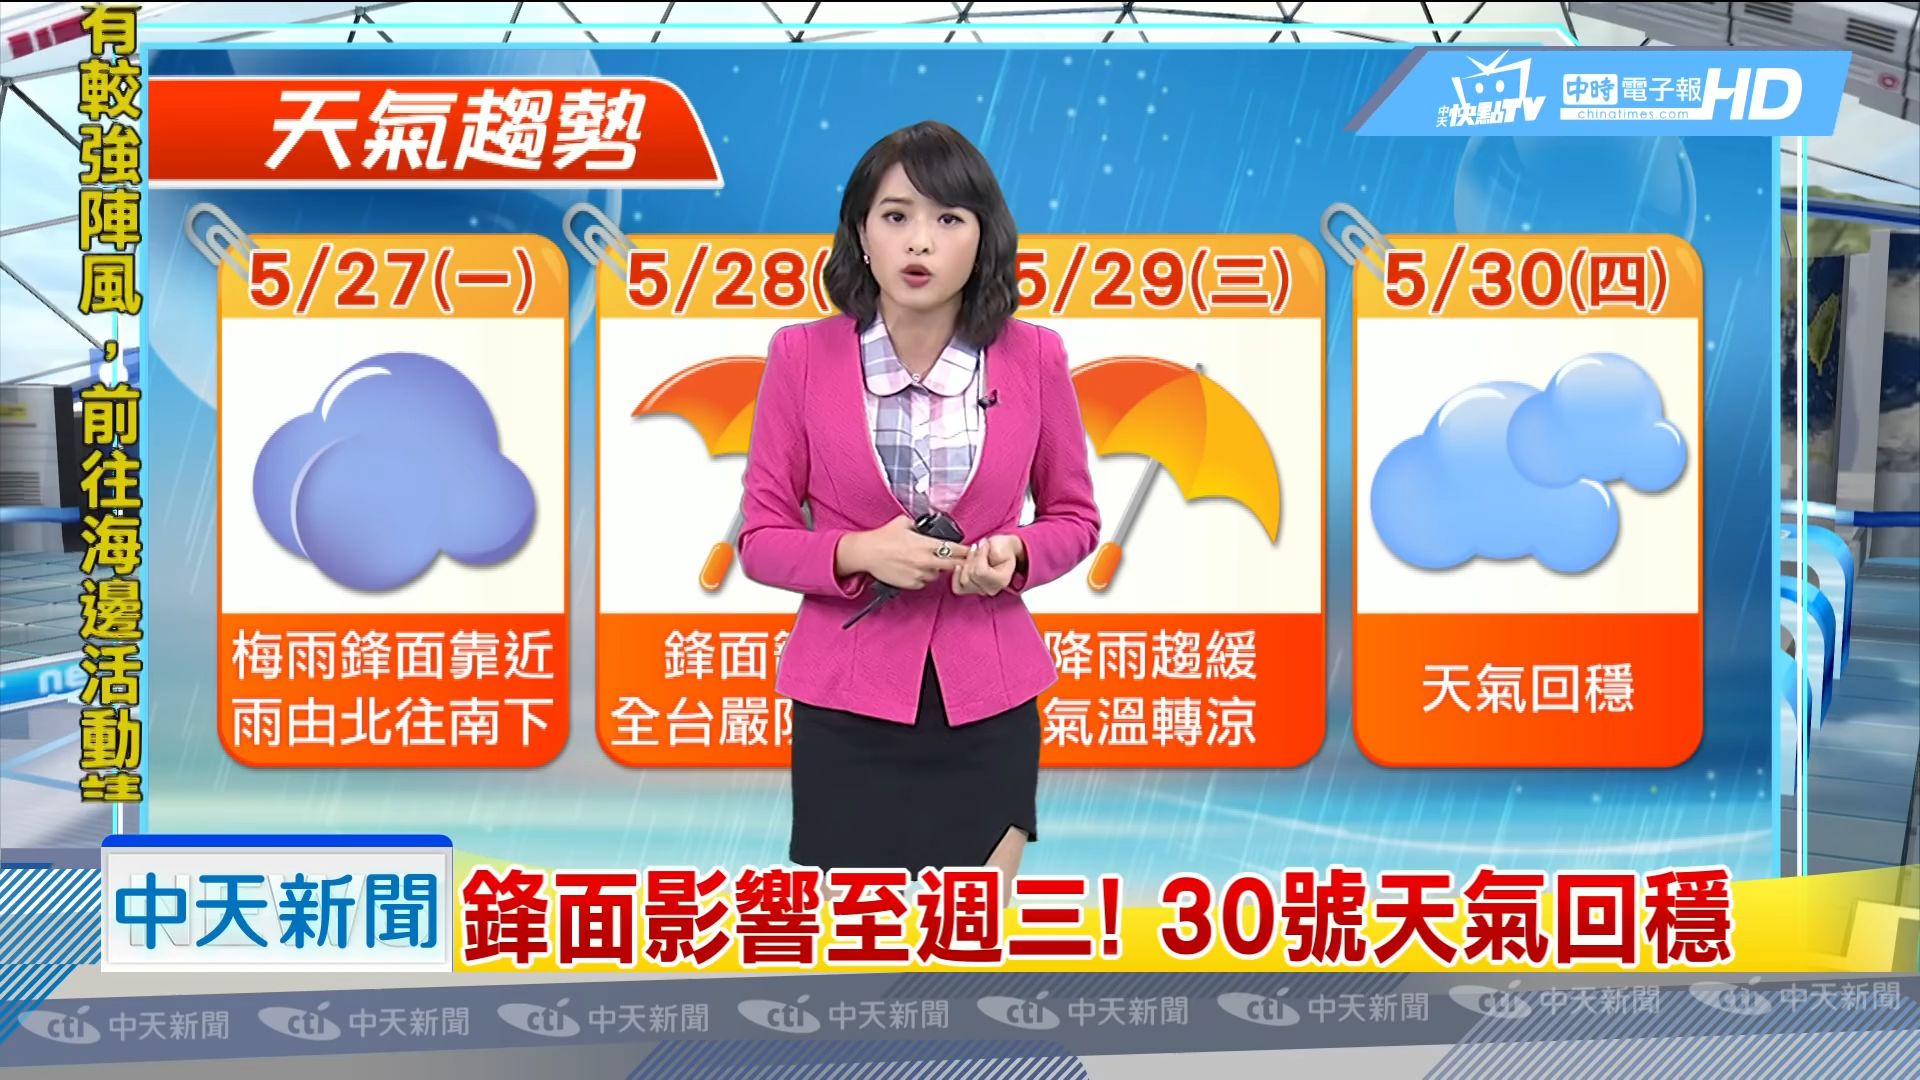 有較強陣風，前往海邊活動
天氣趨勢
中天快點TV
中時電子報HD
chinatimes.com
5/27(一)
梅雨鋒面靠近
雨由北往南下
5/28(
鋒面
全台嚴防
5/29(三)
降雨趨緩
氣溫轉涼
5/30(四)
天氣回穩
中天新聞
鋒面影響至週三! 30號天氣回穩
cti 中天新聞 cti 中天新聞 cti 中天新聞 cti 中天新聞 cti 中天新聞 cti 中天新聞 cti 中天新聞 cti 中天新聞